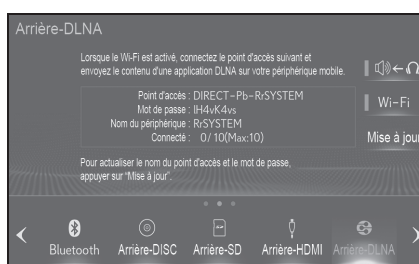 Arrière-DLNA
Lorsque le Wi-Fi est activé, connectez le point d'accès suivant et
envoyez le contenu d'une application DLNA sur votre périphérique mobile.
Point d'accès : DIRECT-Pb-RrSYSTEM
Mot de passe : IH4vK4vs
Nom du périphérique : RrSYSTEM
Connecté : 0/10(Max:10)
Wi-Fi
Mise à jour
Pour actualiser le nom du point d'accès et le mot de passe,
appuyer sur "Mise à jour".
Bluetooth Arrière-DISC Arrière-SD Arrière-HDMI Arrière-DLNA